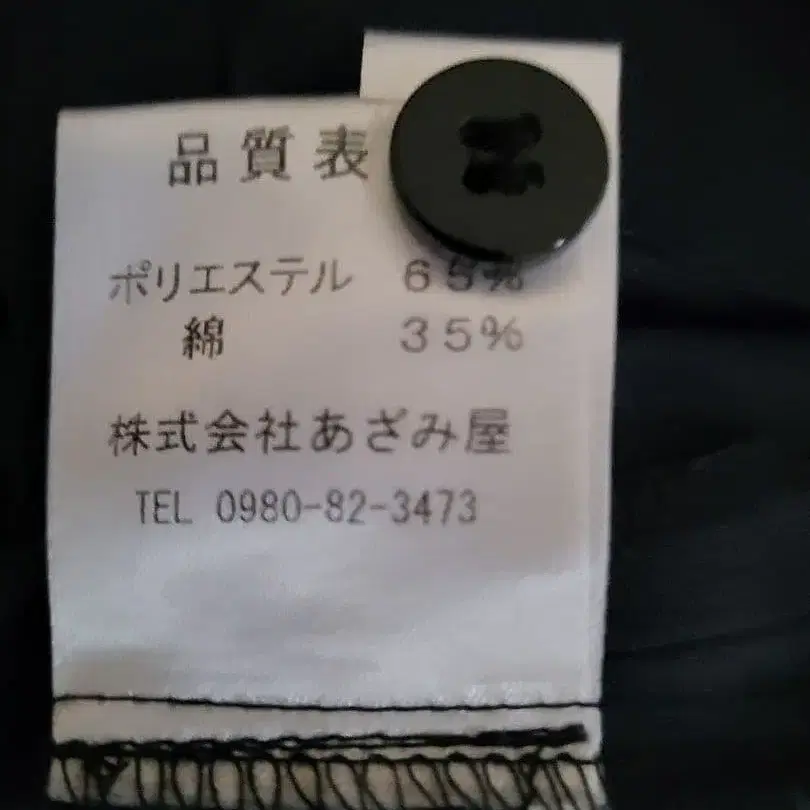 品質表
ポリエステル 65%
綿 35%
株式会社あざみ屋
TEL 0980-82-3473